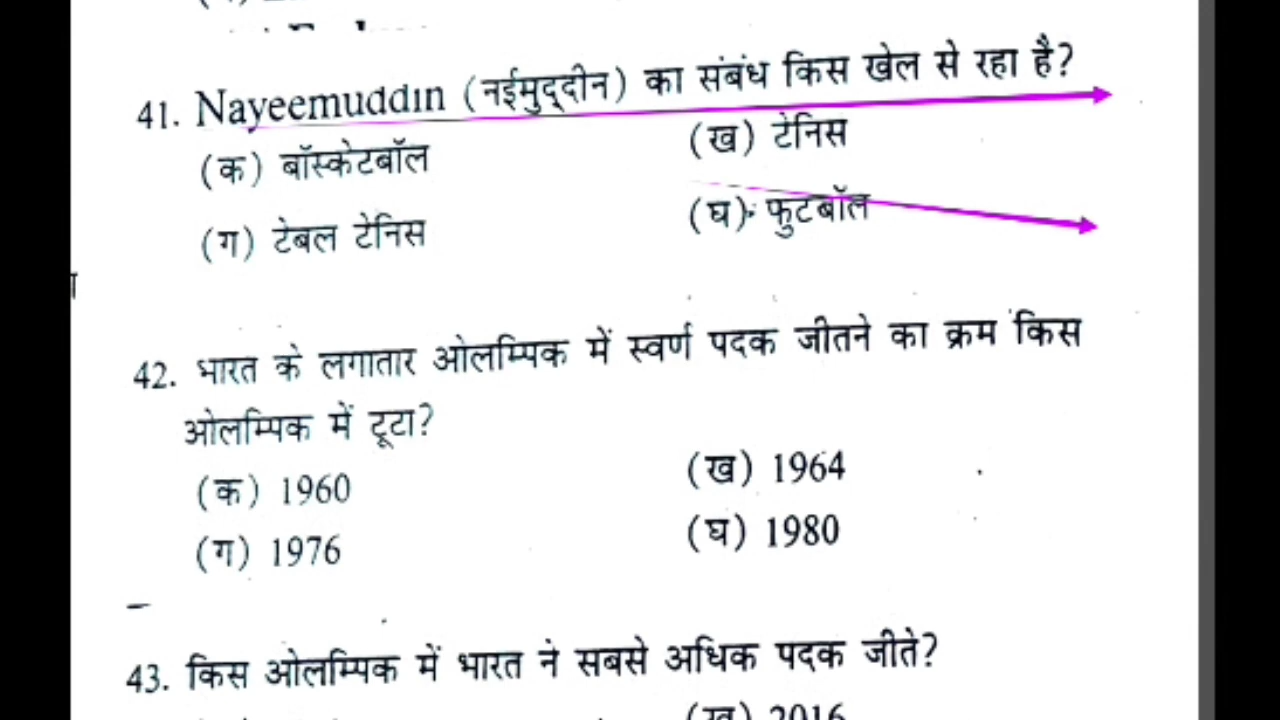 41. Nayeemuddin (नईमुद्दीन) का संबंध किस खेल से रहा है?
(क) बॉस्केटबॉल (ख) टेनिस
(ग) टेबल टेनिस (घ) फुटबॉल
42. भारत के लगातार ओलम्पिक में स्वर्ण पदक जीतने का क्रम किस
ओलम्पिक में टूटा?
(क) 1960 (ख) 1964
(ग) 1976 (घ) 1980
43. किस ओलम्पिक में भारत ने सबसे अधिक पदक जीते?
(ख) 2016